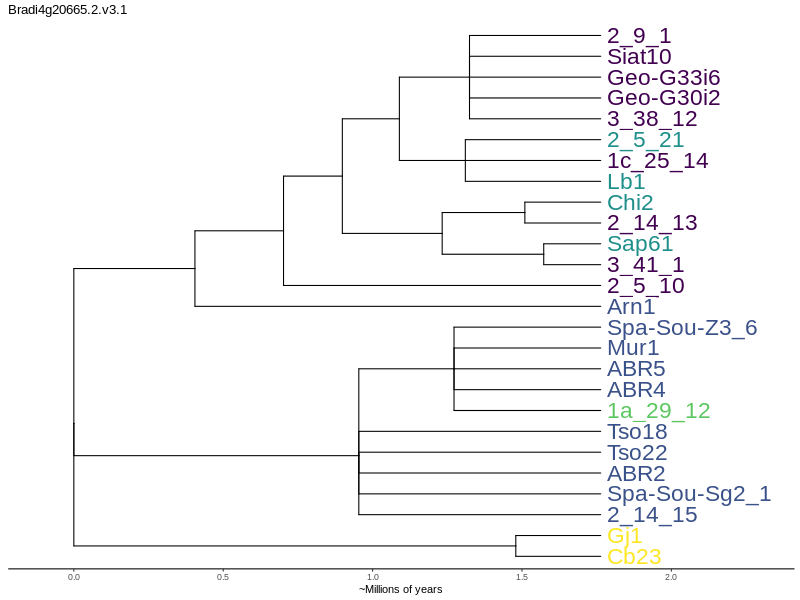 Bradi4g20665.2.v3.1
2_9_1
Siat10
Geo-G33i6
Geo-G30i2
3_38_12
2_5_21
1c_25_14
Lb1
Chi2
2_14_13
Sap61
3_41_1
2_5_10
Arn1
Spa-Sou-Z3_6
Mur1
ABR5
ABR4
1a_29_12
Tso18
Tso22
ABR2
Spa-Sou-Sg2_1
2_14_15
Gj1
Cb23
0.0 0.5 1.0 1.5 2.0
~Millions of years